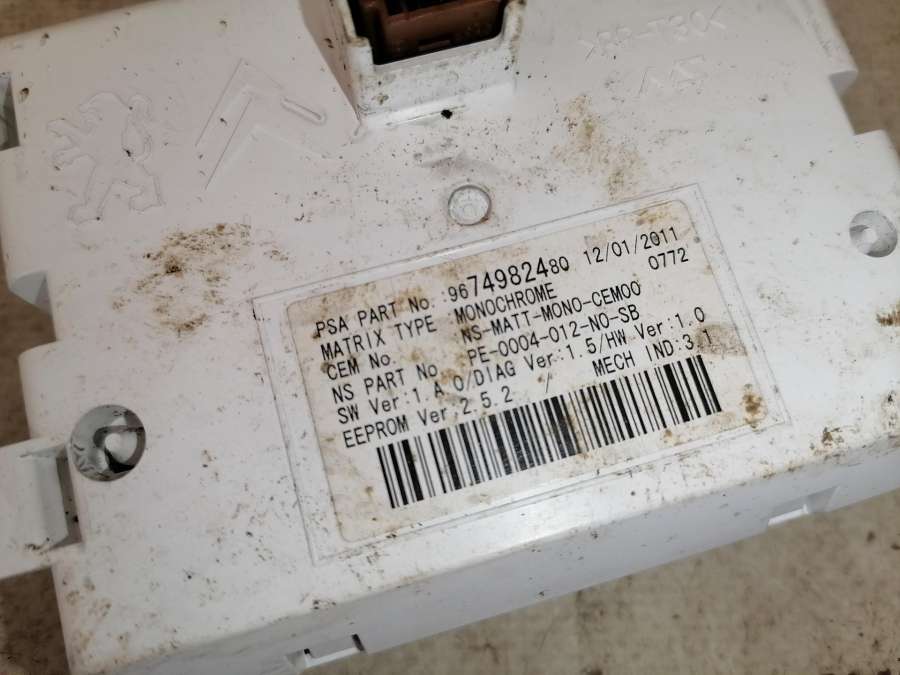 PSA PART No. :9674982480 12/01/2011
MATRIX TYPE MONOCHROME 0772
CEM No. NS-MATT-MONO-CEM00
NS PART No PE-0004-012-NO-SB
SW Ver:1.A.0/DIAG Ver:1.5/HW Ver:1.0
EEPROM Ver:2.5.2 / MECH IND:3.1